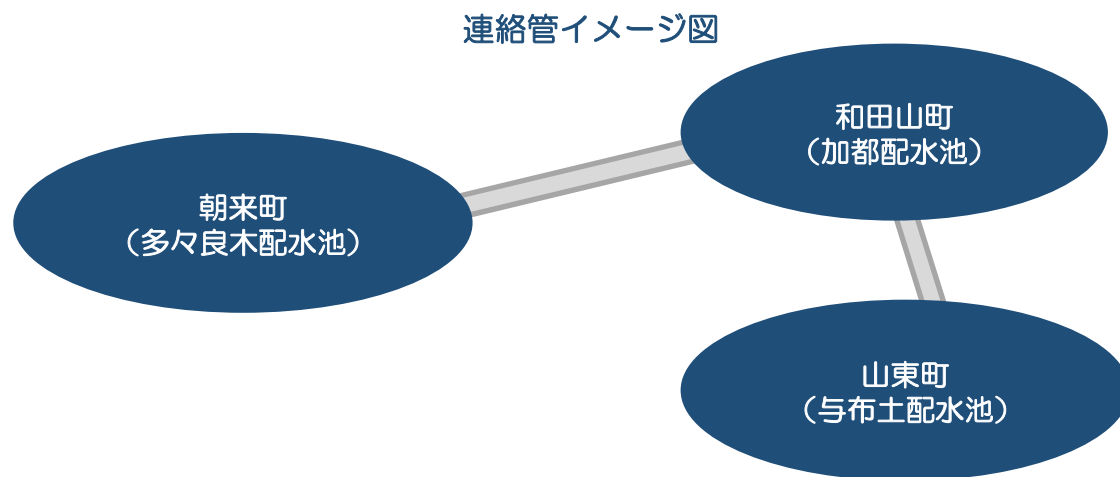 連絡管イメージ図
和田山町
（加都配水池）
朝来町
（多々良木配水池）
山東町
（与布土配水池）